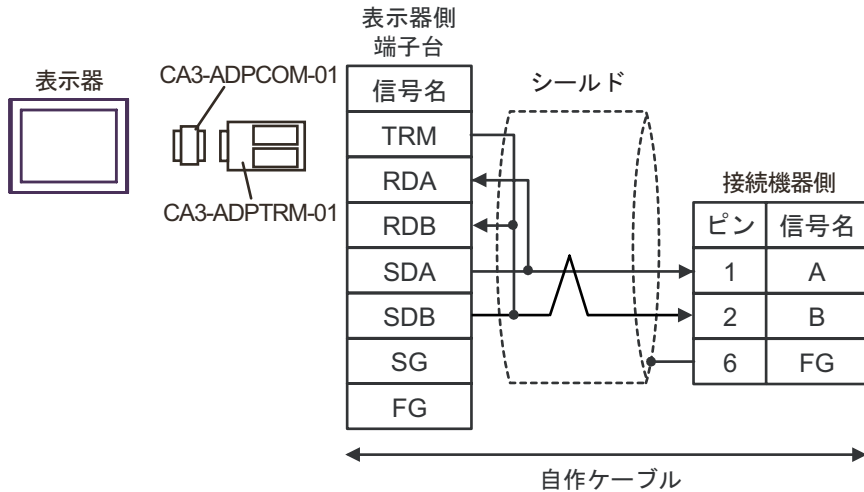 表示器側
端子台
表示器
CA3-ADPCOM-01
CA3-ADPTRM-01
信号名
TRM
RDA
RDB
SDA
SDB
SG
FG
シールド
接続機器側
ピン 信号名
1 A
2 B
6 FG
自作ケーブル